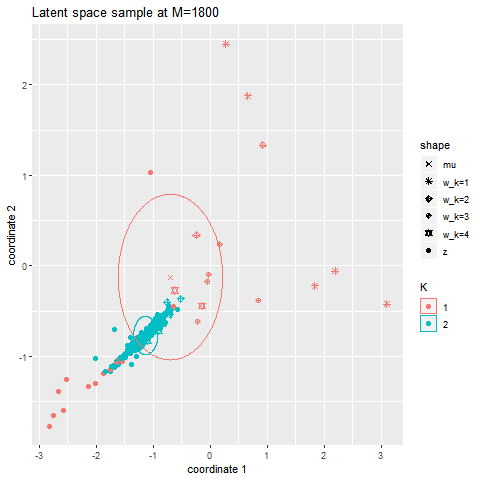 Latent space sample at M=1800
2
1
0
-1
coordinate 2
-3
-2
-1
0
1
2
3
coordinate 1
shape
mu
w_k=1
w_k=2
w_k=3
w_k=4
z
K
1
2